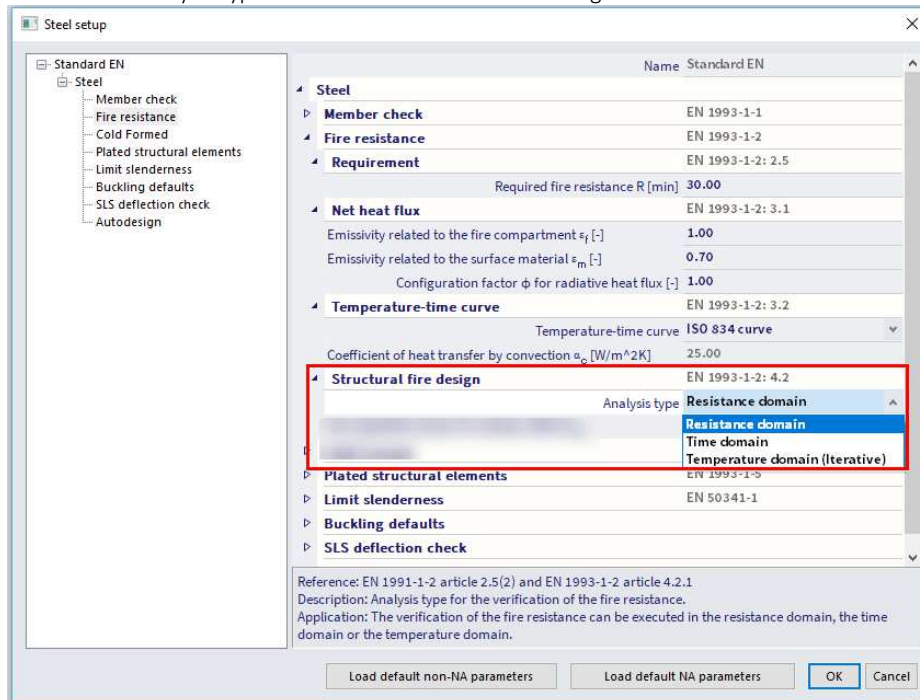 Steel setup
Standard EN
Steel
Member check
Fire resistance
Cold Formed
Plated structural elements
Limit slenderness
Buckling defaults
SLS deflection check
Autodesign
Name Standard EN
Steel
Member check EN 1993-1-1
Fire resistance EN 1993-1-2
Requirement EN 1993-1-2: 2.5
Required fire resistance R [min] 30.00
Net heat flux EN 1993-1-2: 3.1
Emissivity related to the fire compartment εf [-] 1.00
Emissivity related to the surface material εm [-] 0.70
Configuration factor ϕ for radiative heat flux [-] 1.00
Temperature-time curve EN 1993-1-2: 3.2
Temperature-time curve ISO 834 curve
Coefficient of heat transfer by convection αc [W/m^2K] 25.00
Structural fire design EN 1993-1-2: 4.2
Analysis type Resistance domain
Resistance domain
Time domain
Temperature domain (Iterative)
Plated structural elements EN 1993-1-5
Limit slenderness EN 50341-1
Buckling defaults
SLS deflection check
Reference: EN 1991-1-2 article 2.5(2) and EN 1993-1-2 article 4.2.1
Description: Analysis type for the verification of the fire resistance.
Application: The verification of the fire resistance can be executed in the resistance domain, the time
domain or the temperature domain.
Load default non-NA parameters Load default NA parameters OK Cancel